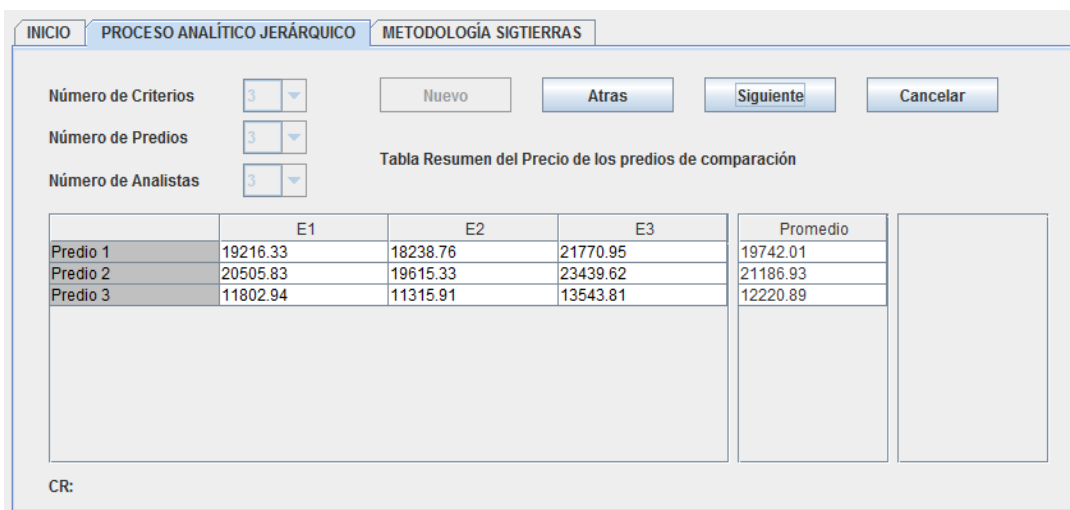 INICIO PROCESO ANALÍTICO JERÁRQUICO METODOLOGÍA SIGTIERRAS
Número de Criterios 3 Nuevo Atras Siguiente Cancelar
Número de Predios 3
Tabla Resumen del Precio de los predios de comparación
Número de Analistas 3
E1 E2 E3 Promedio
Predio 1 19216.33 18238.76 21770.95 19742.01
Predio 2 20505.83 19615.33 23439.62 21186.93
Predio 3 11802.94 11315.91 13543.81 12220.89
CR: